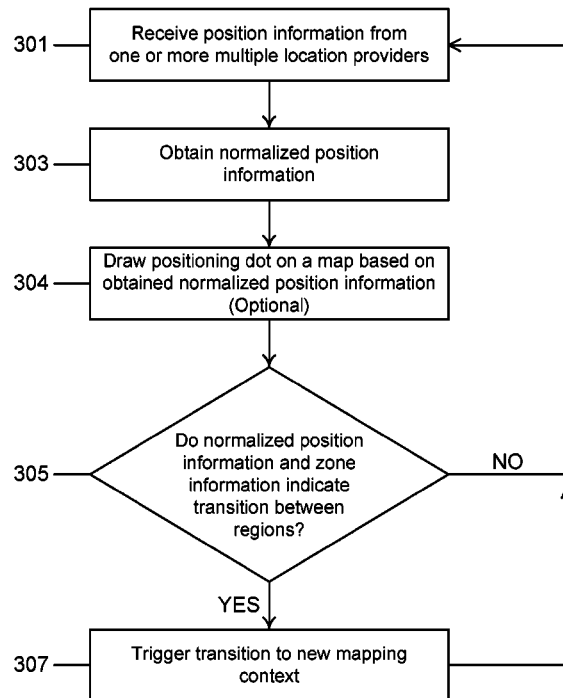 301
Receive position information from
one or more multiple location providers
303
Obtain normalized position
information
304
Draw positioning dot on a map based on
obtained normalized position information
(Optional)
305
Do normalized position
information and zone
information indicate
transition between
regions?
NO
YES
307
Trigger transition to new mapping
context